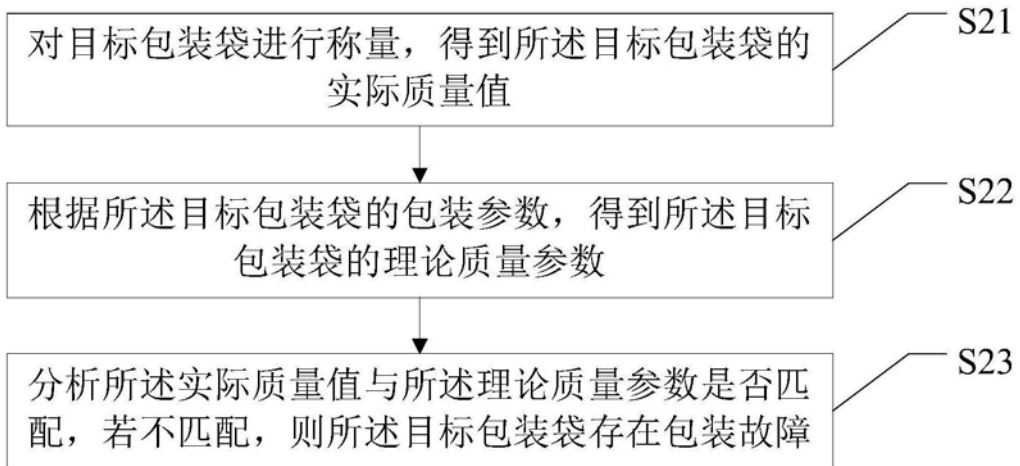 对目标包装袋进行称量，得到所述目标包装袋的
实际质量值
S21
根据所述目标包装袋的包装参数，得到所述目标
包装袋的理论质量参数
S22
分析所述实际质量值与所述理论质量参数是否匹
配，若不匹配，则所述目标包装袋存在包装故障
S23